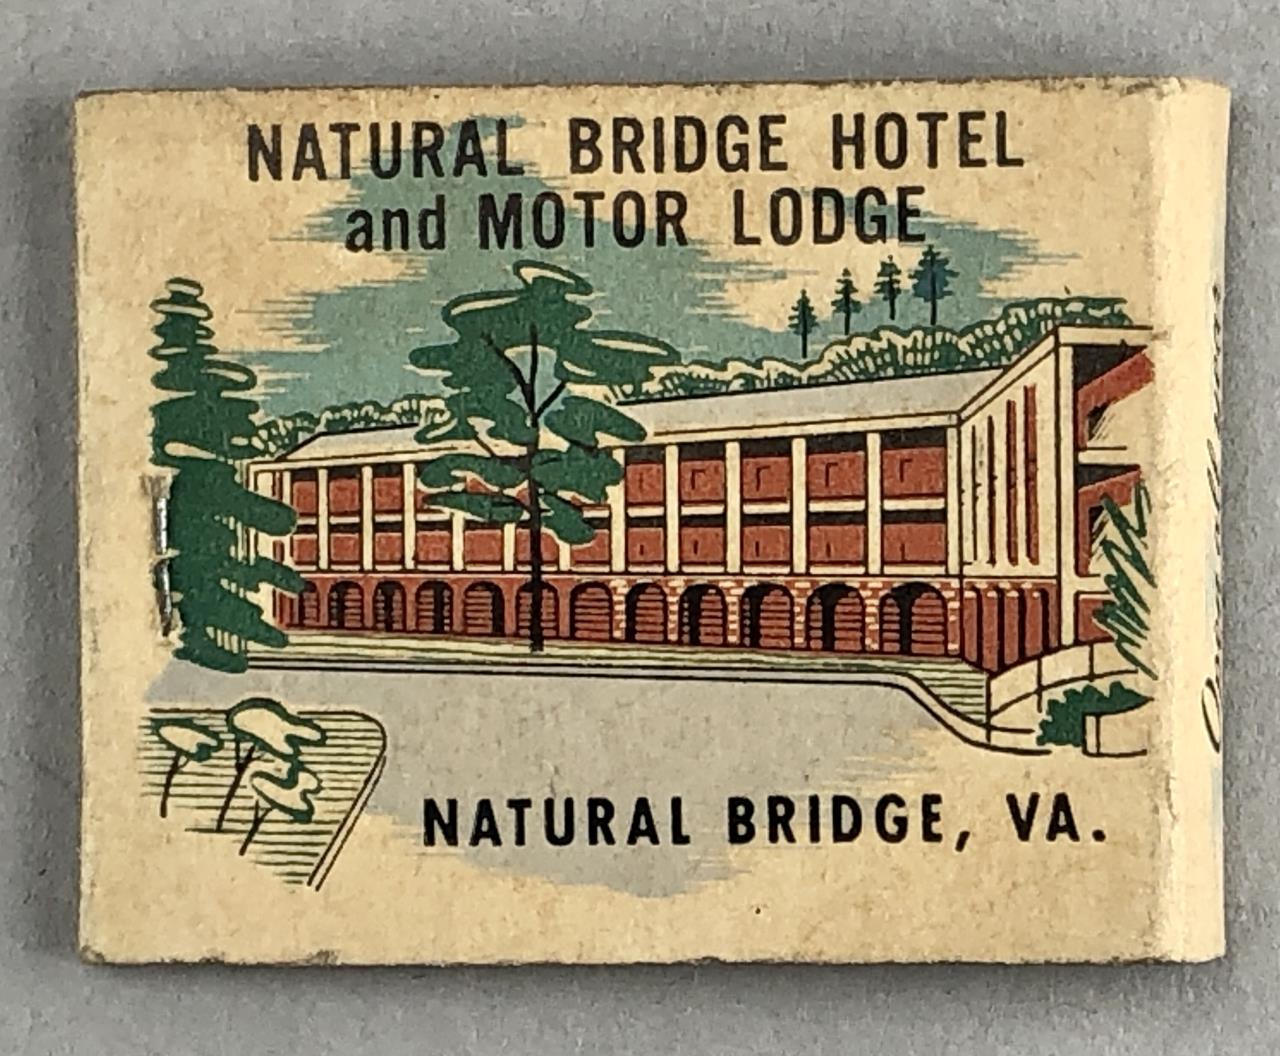 NATURAL BRIDGE HOTEL
and MOTOR LODGE
NATURAL BRIDGE, VA.